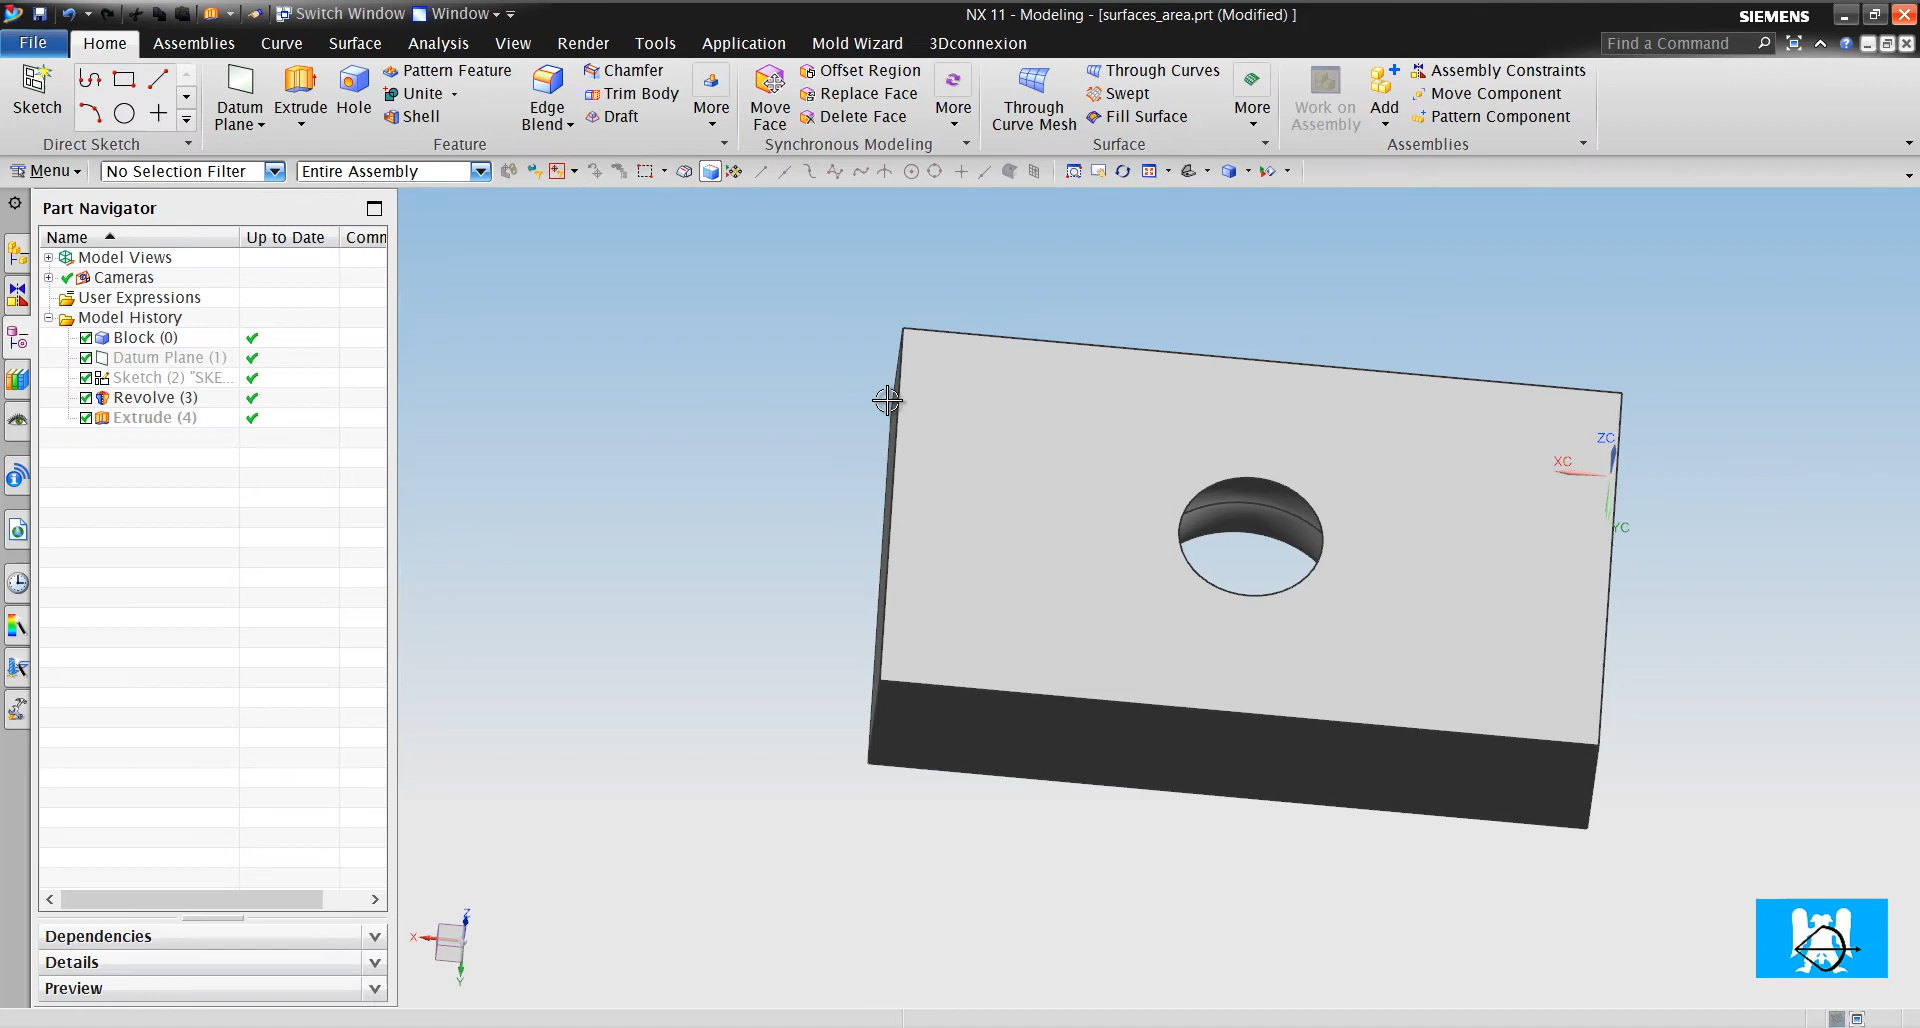 Switch Window Window NX 11 - Modeling - [surfaces_area.prt (Modified) ] SIEMENS
File Home Assemblies Curve Surface Analysis View Render Tools Application Mold Wizard 3Dconnexion Find a Command
Sketch
Direct Sketch
Datum Plane
Extrude
Hole
Pattern Feature
Unite
Shell
Edge Blend
Chamfer
Trim Body
Draft
More
Feature
Move Face
Offset Region
Replace Face
Delete Face
More
Synchronous Modeling
Through Curve Mesh
Through Curves
Swept
Fill Surface
More
Surface
Work on Assembly
Add
Assembly Constraints
Move Component
Pattern Component
Assemblies
Menu No Selection Filter Entire Assembly
Part Navigator
Name Up to Date Comm
Model Views
Cameras
User Expressions
Model History
Block (0)
Datum Plane (1)
Sketch (2) "SKE...
Revolve (3)
Extrude (4)
Dependencies
Details
Preview
ZC
XC
YC
Z
X
Y